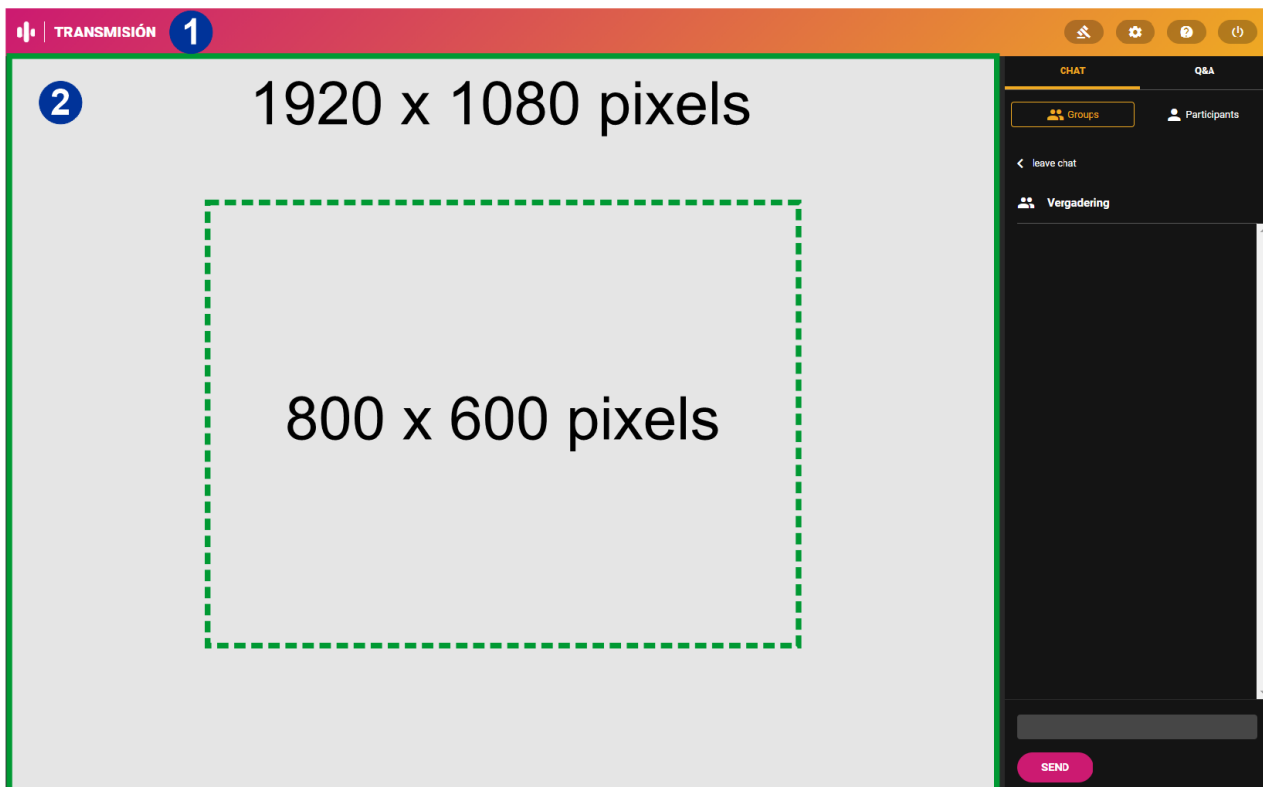 TRANSMISIÓN
1
CHAT
Q&A
2
1920 x 1080 pixels
Groups
Participants
leave chat
Vergadering
800 x 600 pixels
SEND